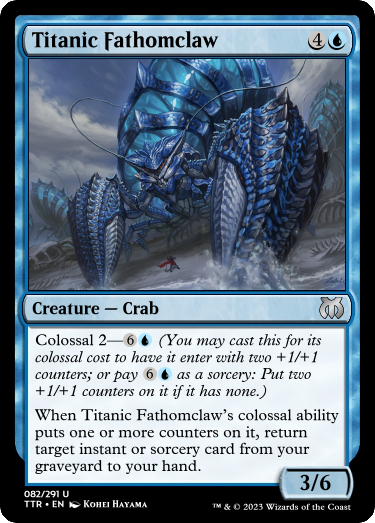 Titanic Fathomclaw 4
Creature — Crab
Colossal 2—6 (You may cast this for its
colossal cost to have it enter with two +1/+1
counters; or pay 6 as a sorcery: Put two
+1/+1 counters on it if it has none.)
When Titanic Fathomclaw's colossal ability
puts one or more counters on it, return
target instant or sorcery card from your
graveyard to your hand.
3/6
082/291 U
TTR • EN Kohei Hayama
™ & © 2023 Wizards of the Coast